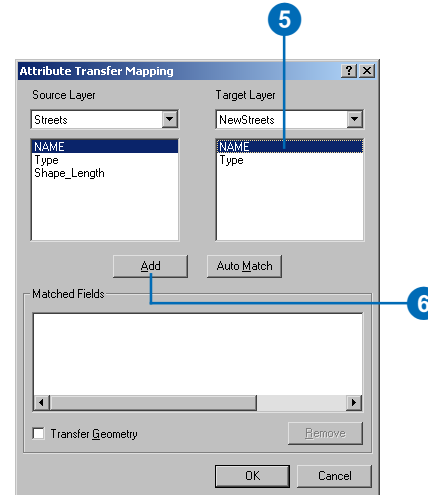 5
Attribute Transfer Mapping ? ×
Source Layer Target Layer
Streets NewStreets
NAME NAME
Type Type
Shape_Length
Add Auto Match
6
Matched Fields
Transfer Geometry Remove
OK Cancel